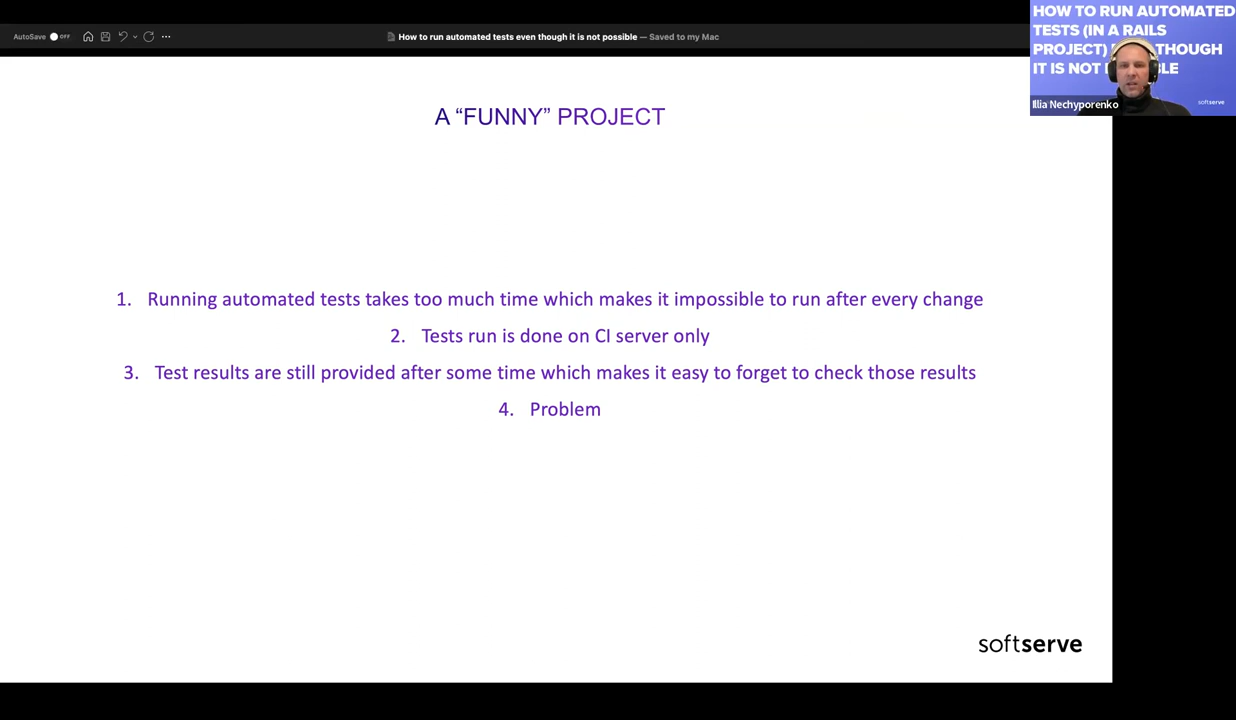 AutoSave OFF
How to run automated tests even though it is not possible — Saved to my Mac
HOW TO RUN AUTOMATED
TESTS (IN A RAILS
PROJECT) THOUGH
IT IS NOT
Illia Nechyporenko
softserve
A “FUNNY” PROJECT
1. Running automated tests takes too much time which makes it impossible to run after every change
2. Tests run is done on CI server only
3. Test results are still provided after some time which makes it easy to forget to check those results
4. Problem
softserve